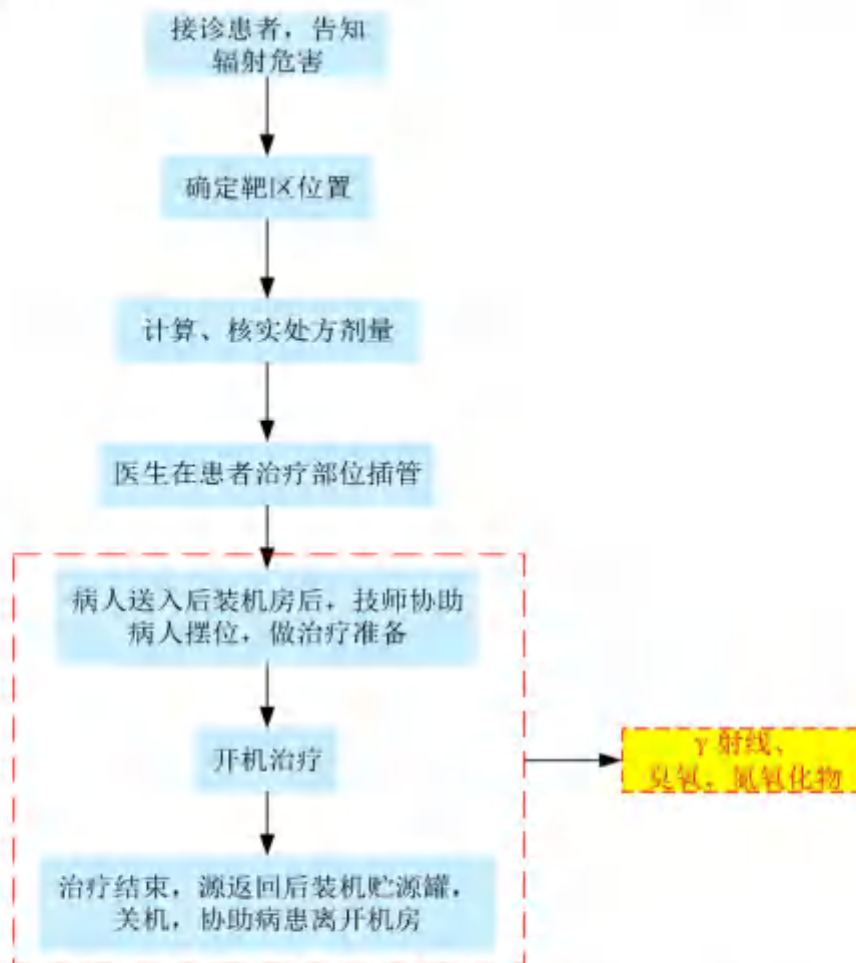 接诊患者，告知
辐射危害
确定靶区位置
计算、核实处方剂量
医生在患者治疗部位插管
病人送入后装机房后，技师协助
病人摆位，做治疗准备
开机治疗
γ 射线、
臭氧、氮氧化物
治疗结束，源返回后装机贮源罐，
关机，协助病患离开机房